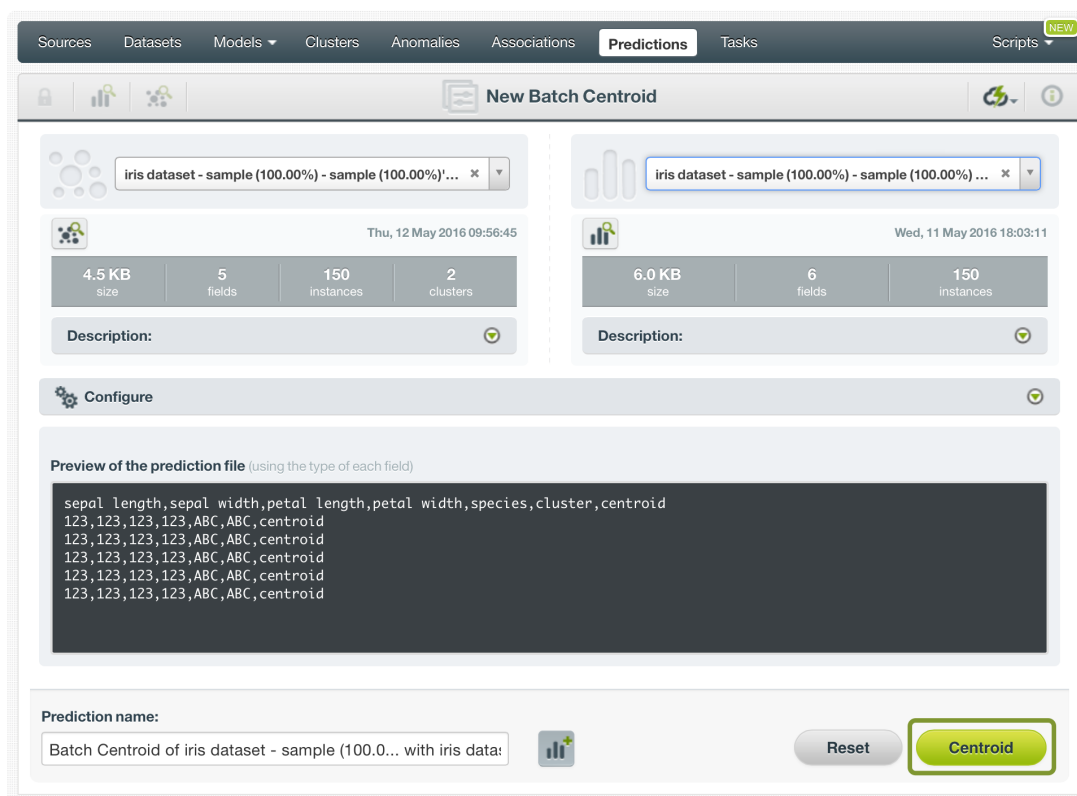 Sources Datasets Models Clusters Anomalies Associations Predictions Tasks Scripts NEW
New Batch Centroid
iris dataset - sample (100.00%) - sample (100.00%)'...
iris dataset - sample (100.00%) - sample (100.00%) ...
Thu, 12 May 2016 09:56:45
Wed, 11 May 2016 18:03:11
4.5 KB 5 150 2
size fields instances clusters
6.0 KB 6 150
size fields instances
Description:
Description:
Configure
Preview of the prediction file (using the type of each field)
sepal length,sepal width,petal length,petal width,species,cluster,centroid
123,123,123,123,ABC,ABC,centroid
123,123,123,123,ABC,ABC,centroid
123,123,123,123,ABC,ABC,centroid
123,123,123,123,ABC,ABC,centroid
123,123,123,123,ABC,ABC,centroid
Prediction name:
Batch Centroid of iris dataset - sample (100.0... with iris datas
Reset Centroid